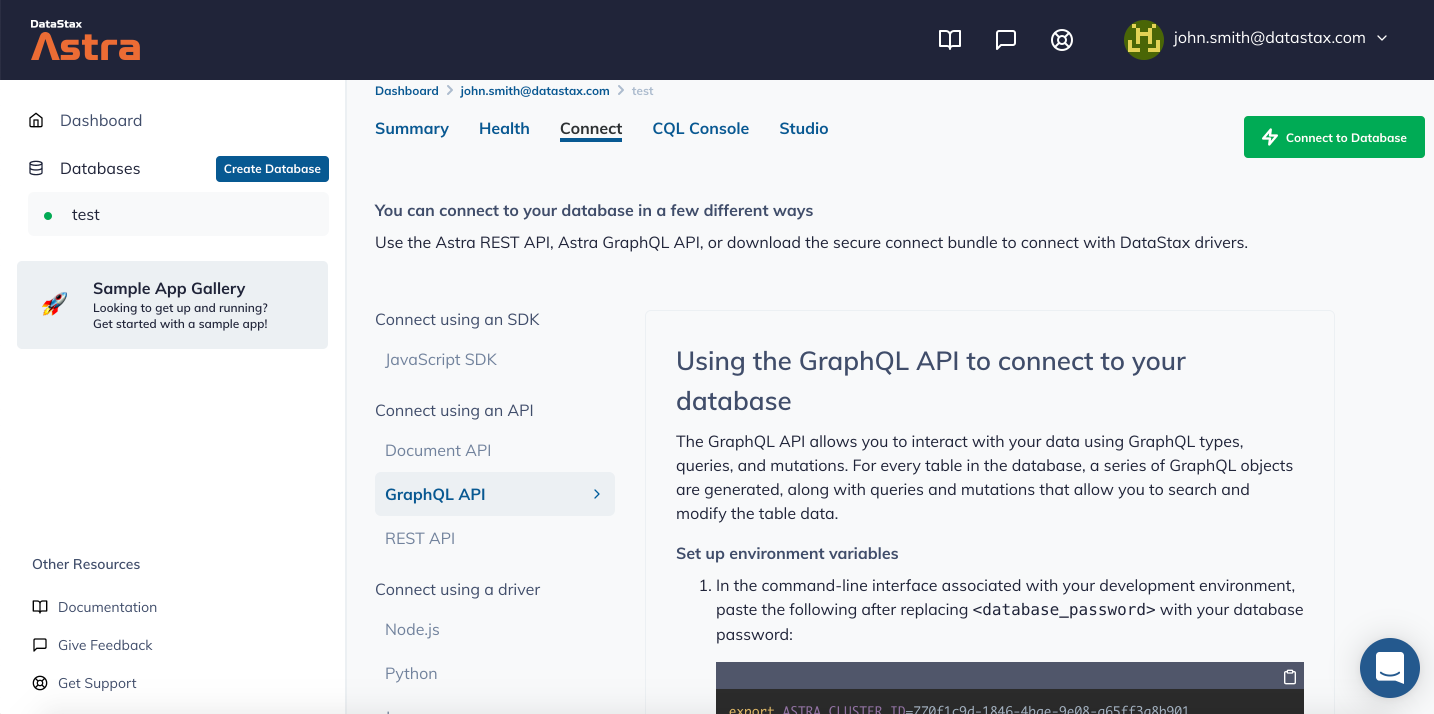 DataStax
Astra
john.smith@datastax.com
Dashboard
Databases
Create Database
test
Sample App Gallery
Looking to get up and running?
Get started with a sample app!
Other Resources
Documentation
Give Feedback
Get Support
Dashboard > john.smith@datastax.com > test
Summary Health Connect CQL Console Studio
Connect to Database
You can connect to your database in a few different ways
Use the Astra REST API, Astra GraphQL API, or download the secure connect bundle to connect with DataStax drivers.
Connect using an SDK
JavaScript SDK
Connect using an API
Document API
GraphQL API
REST API
Connect using a driver
Node.js
Python
Using the GraphQL API to connect to your
database
The GraphQL API allows you to interact with your data using GraphQL types,
queries, and mutations. For every table in the database, a series of GraphQL objects
are generated, along with queries and mutations that allow you to search and
modify the table data.
Set up environment variables
1. In the command-line interface associated with your development environment,
paste the following after replacing <database_password> with your database
password:
export